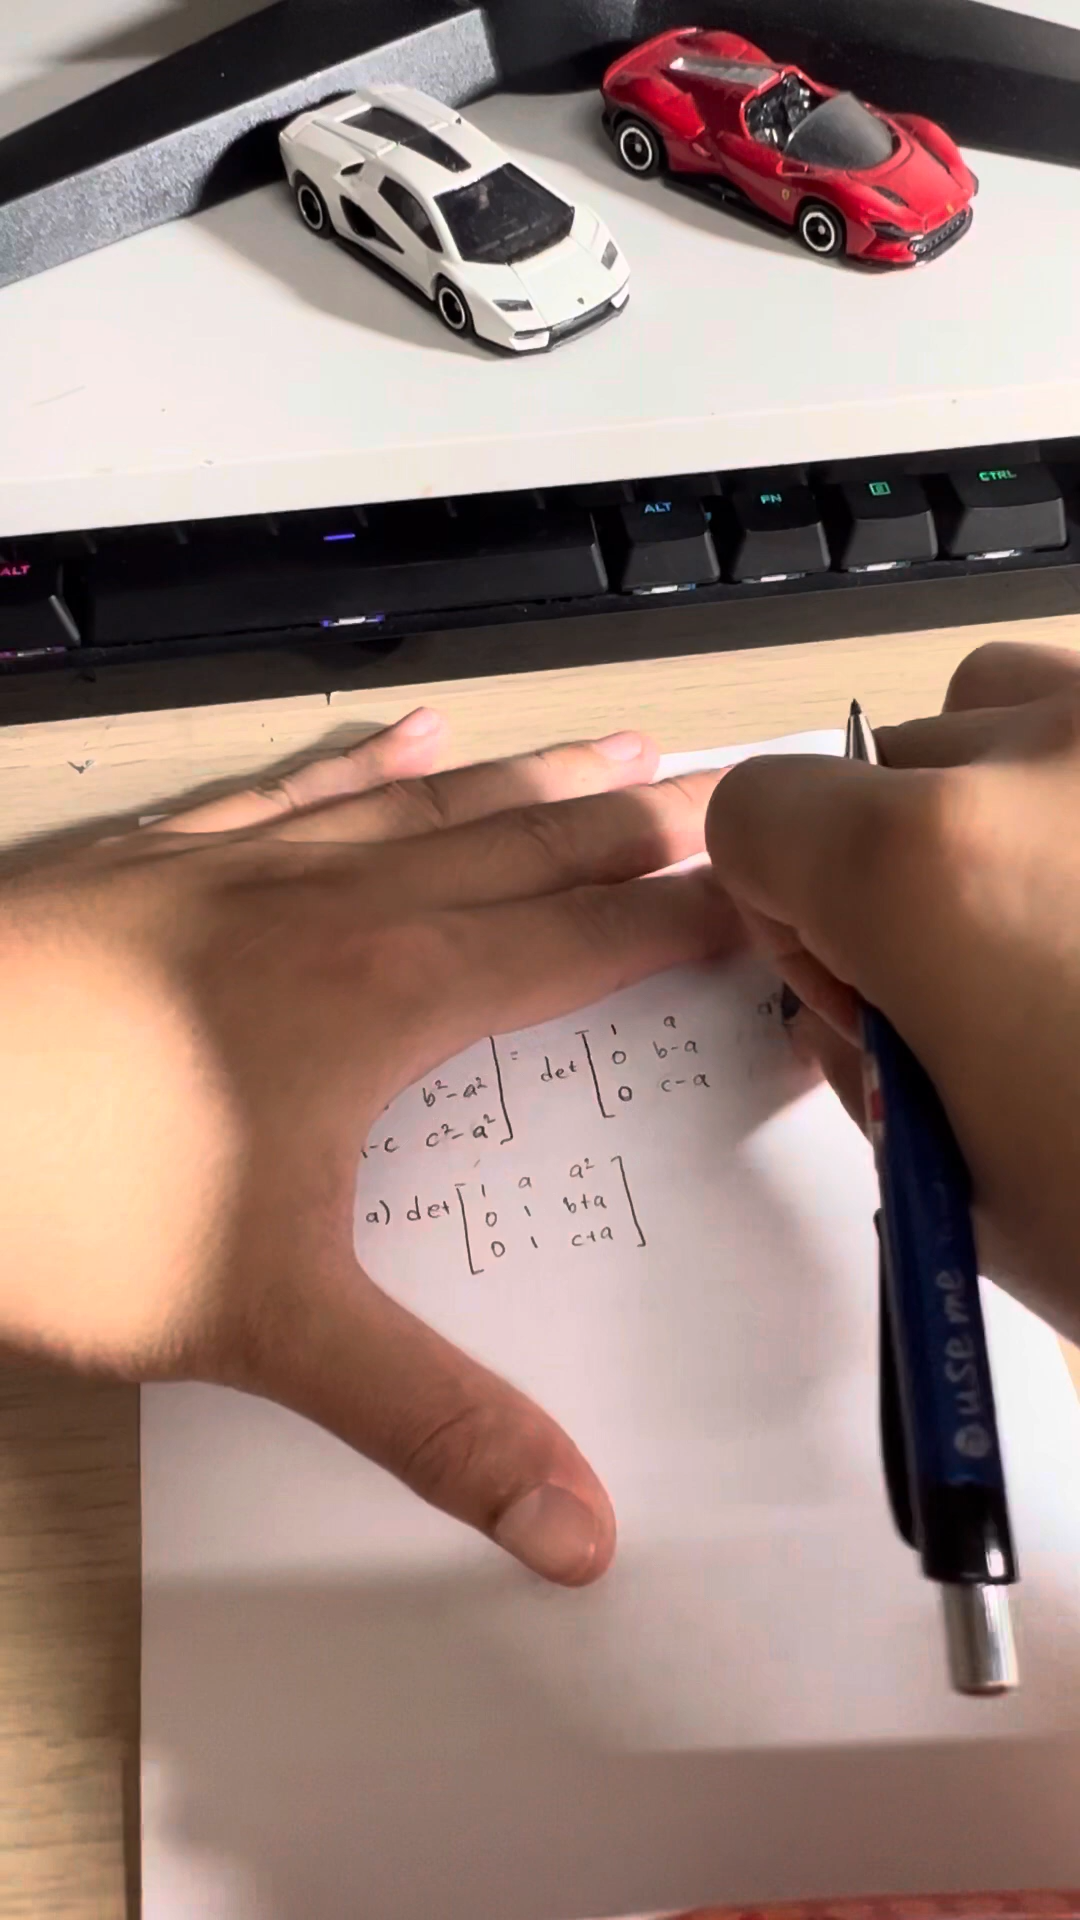 ALT
ALT FN CTRL
b²-a²
c²-a²
= det [ 1 a a²
0 b-a
0 c-a
a) det [ 1 a a²
0 1 b+a
0 1 c+a ]
use me